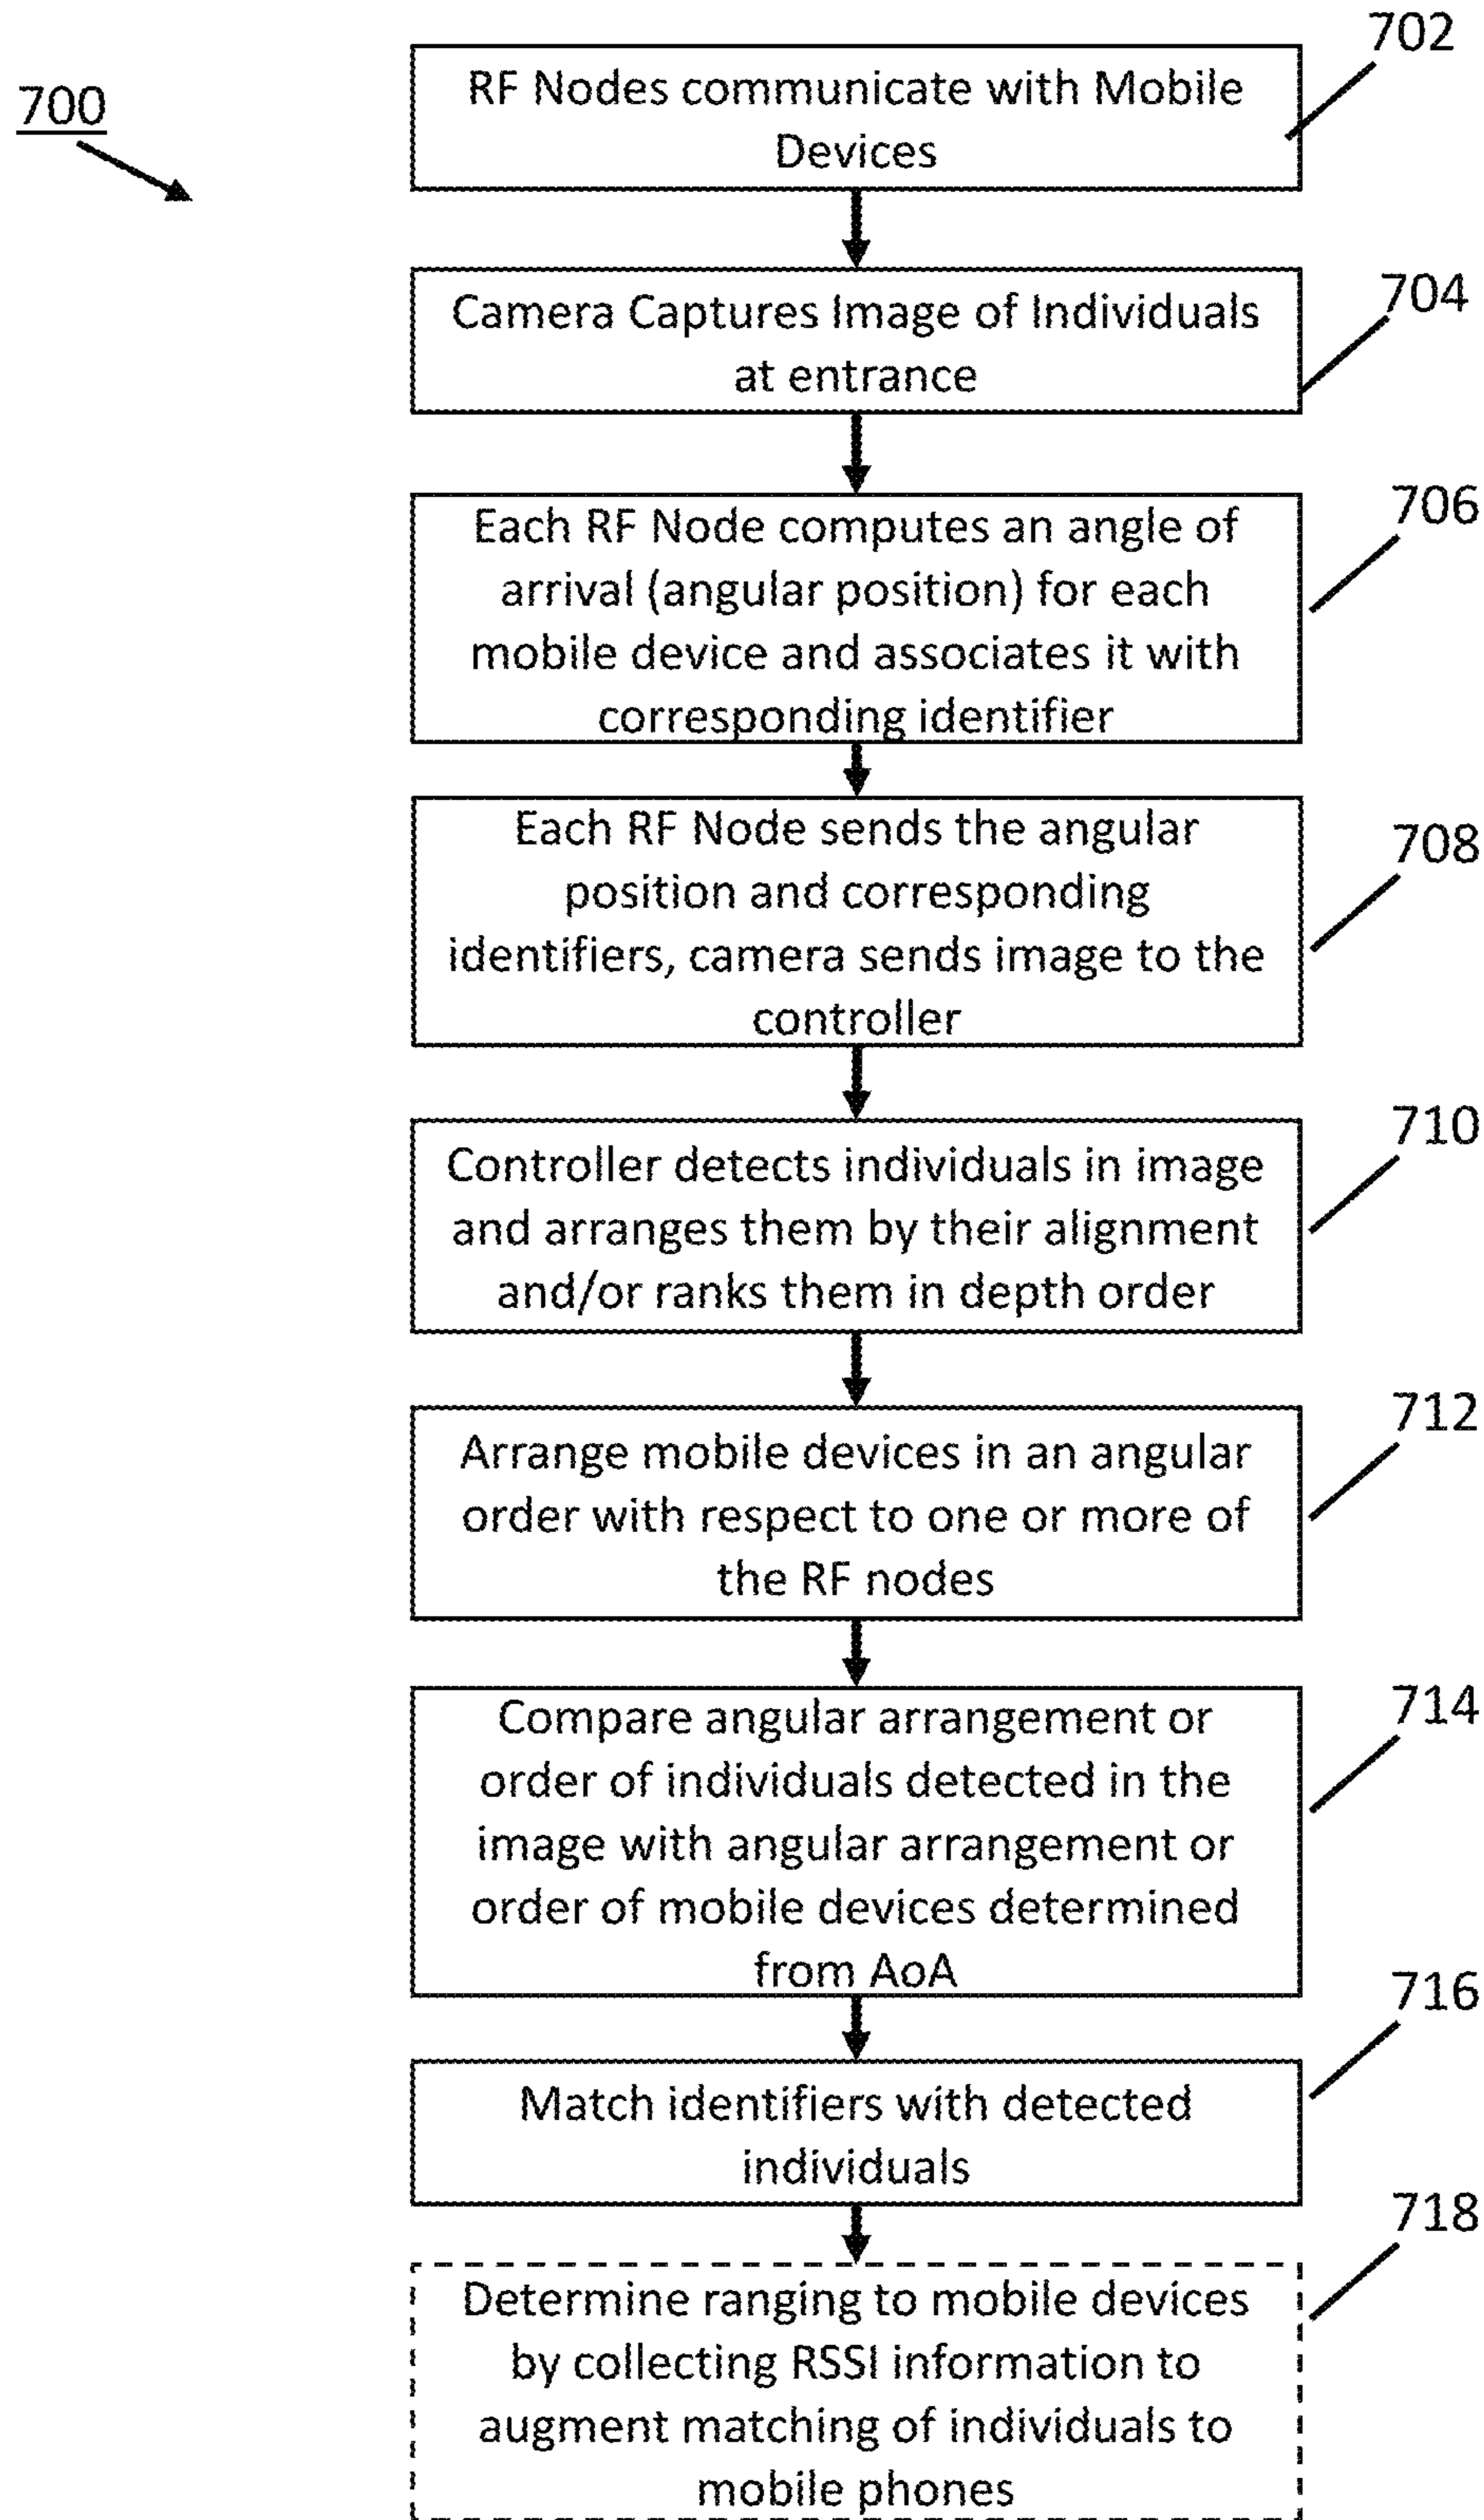 700
702
RF Nodes communicate with Mobile
Devices
704
Camera Captures Image of Individuals
at entrance
706
Each RF Node computes an angle of
arrival (angular position) for each
mobile device and associates it with
corresponding identifier
708
Each RF Node sends the angular
position and corresponding
identifiers, camera sends image to the
controller
710
Controller detects individuals in image
and arranges them by their alignment
and/or ranks them in depth order
712
Arrange mobile devices in an angular
order with respect to one or more of
the RF nodes
714
Compare angular arrangement or
order of individuals detected in the
image with angular arrangement or
order of mobile devices determined
from AoA
716
Match identifiers with detected
individuals
718
Determine ranging to mobile devices
by collecting RSSI information to
augment matching of individuals to
mobile phones